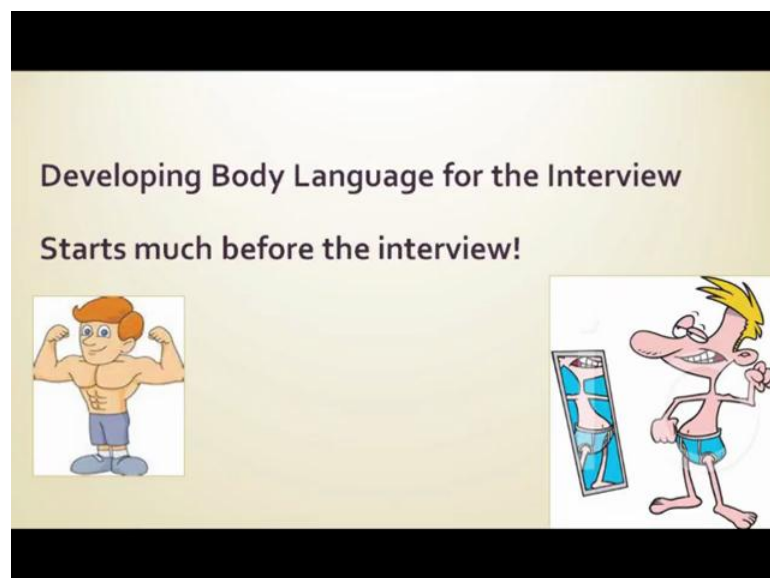 Developing Body Language for the Interview
Starts much before the interview!